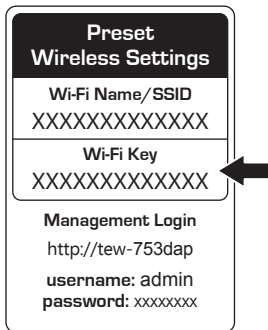 Preset
Wireless Settings
Wi-Fi Name/SSID
XXXXXXXXXXXXX
Wi-Fi Key
XXXXXXXXXXXXX
Management Login
http://tew-753dap
username: admin
password: xxxxxxxx